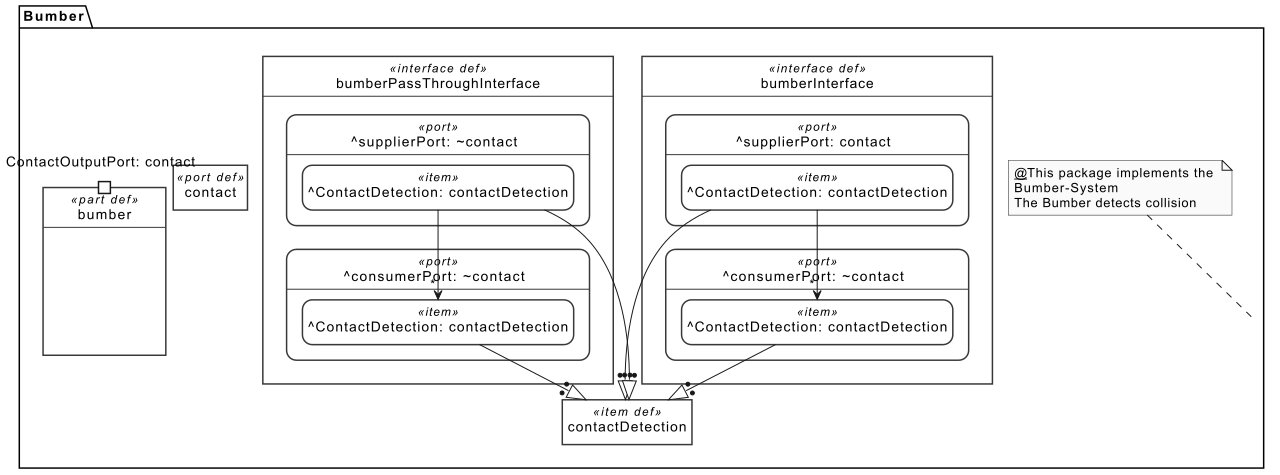 Bumber
«interface def»
bumberPassThroughInterface
«port»
^supplierPort: ~contact
«item»
^ContactDetection: contactDetection
«port»
^consumerPort: ~contact
«item»
^ContactDetection: contactDetection
«interface def»
bumberInterface
«port»
^supplierPort: contact
«item»
^ContactDetection: contactDetection
«port»
^consumerPort: ~contact
«item»
^ContactDetection: contactDetection
ContactOutputPort: contact
«part def»
bumber
«port def»
contact
@This package implements the
Bumber-System
The Bumber detects collision
«item def»
contactDetection